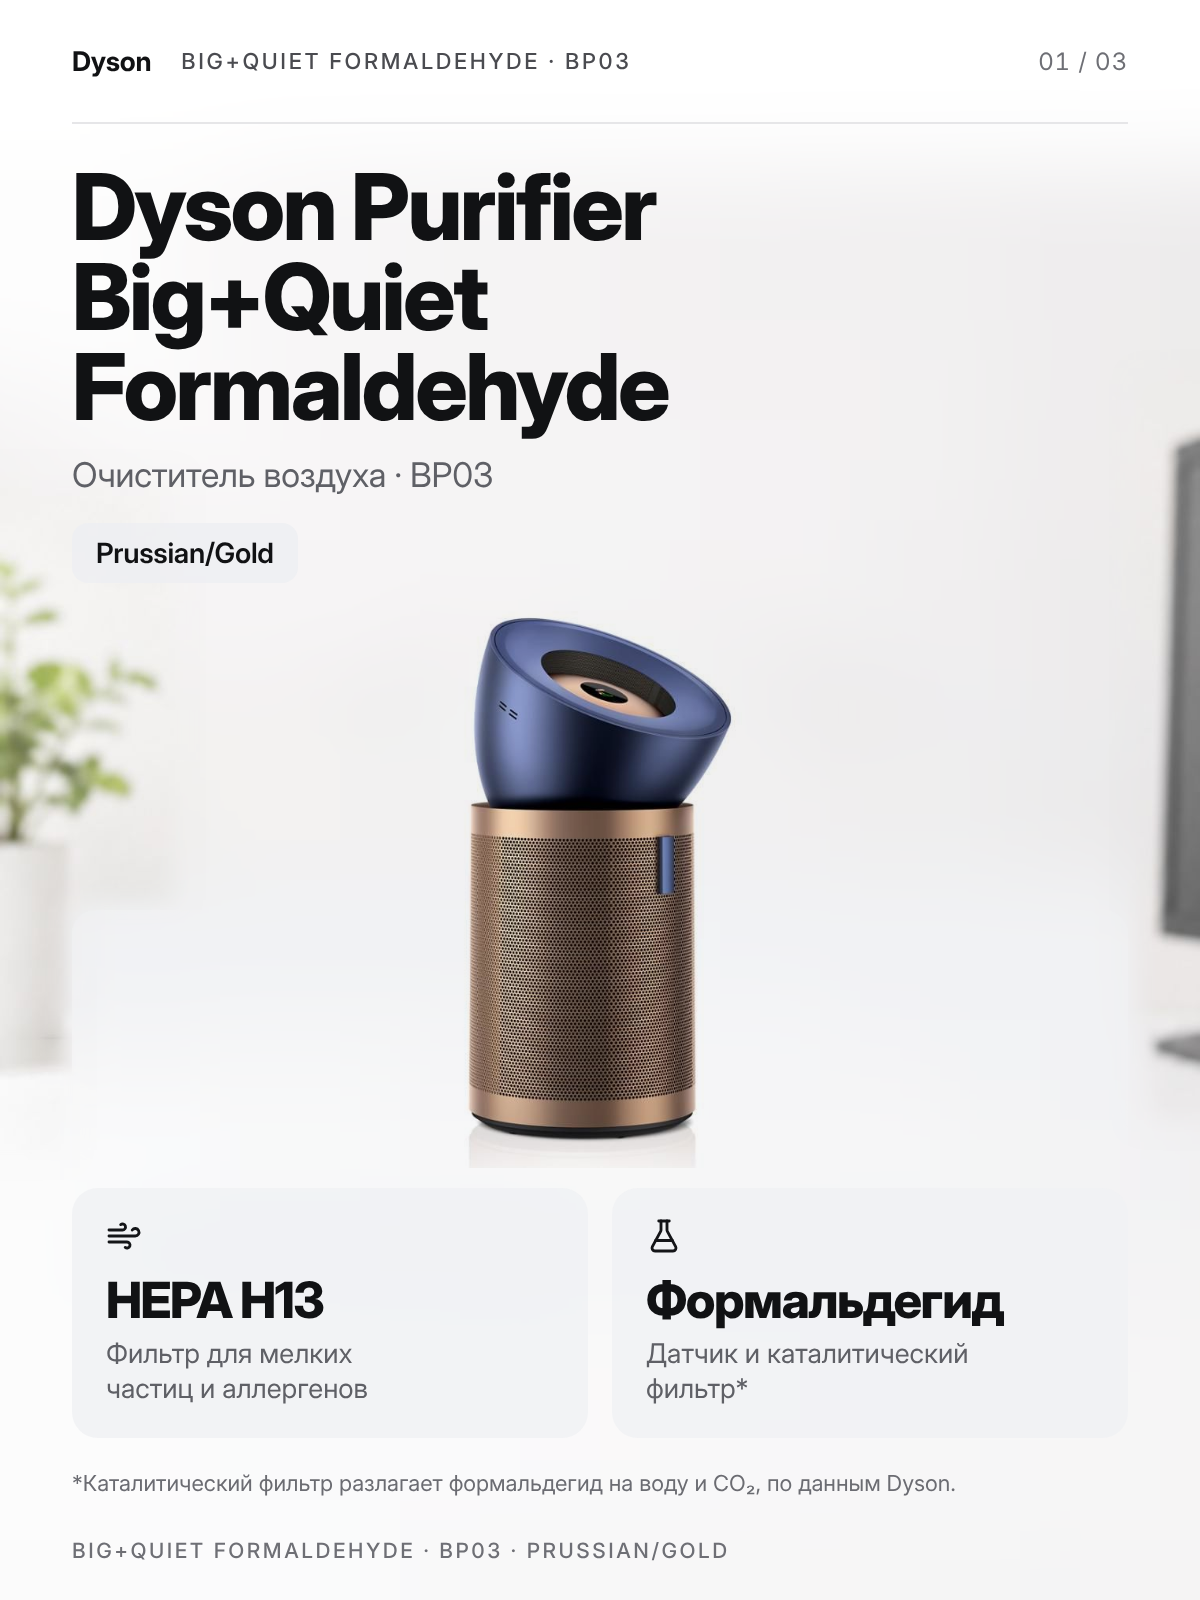 Dyson BIG+QUIET FORMALDEHYDE · BP03 01 / 03
Dyson Purifier
Big+Quiet
Formaldehyde
Очиститель воздуха · BP03
Prussian/Gold
HEPA H13
Фильтр для мелких
частиц и аллергенов
Формальдегид
Датчик и каталитический
фильтр*
*Каталитический фильтр разлагает формальдегид на воду и CO₂, по данным Dyson.
BIG+QUIET FORMALDEHYDE · BP03 · PRUSSIAN/GOLD